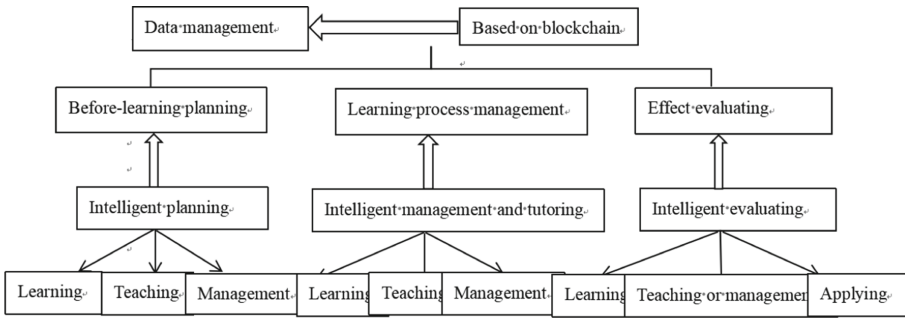 Data management
Based on blockchain
Before-learning planning
Learning process management
Effect evaluating
Intelligent planning
Intelligent management and tutoring
Intelligent evaluating
Learning
Teaching
Management
Learning
Teaching
Management
Learning
Teaching or management
Applying